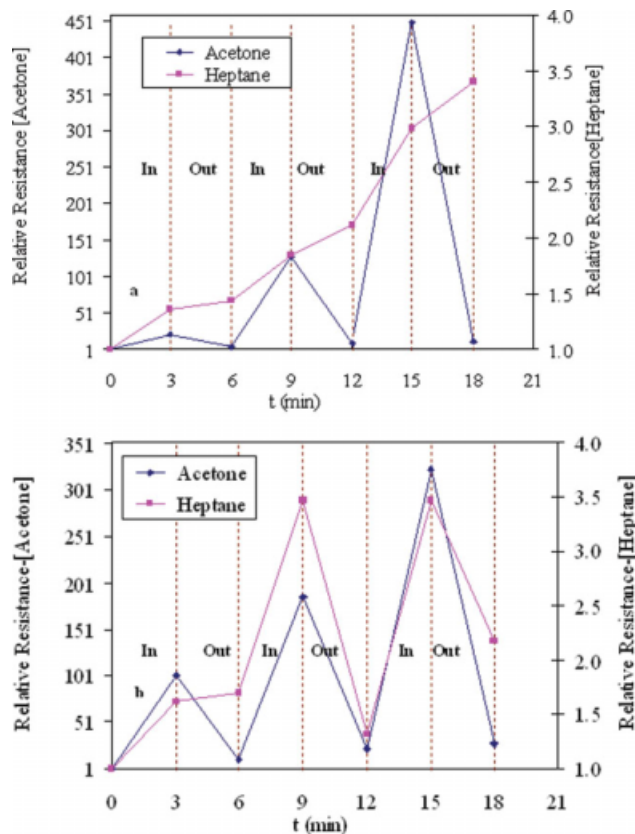 451
401
351
301
251
201
151
101
51
1
Relative Resistance [Acetone]
Acetone
Heptane
In Out In Out In Out
a
4.0
3.5
3.0
2.5
2.0
1.5
1.0
Relative Resistance[Heptane]
0 3 6 9 12 15 18 21
t (min)
351
301
251
201
151
101
51
1
Relative Resistance-[Acetone]
Acetone
Heptane
In Out In Out In Out
b
4.0
3.5
3.0
2.5
2.0
1.5
1.0
Relative Resistance-[Heptane]
0 3 6 9 12 15 18 21
t (min)